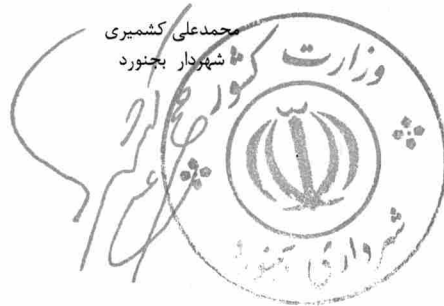 محمدعلی کشمیری
شهردار بجنورد
وزارت کشور
شهرداری بجنورد